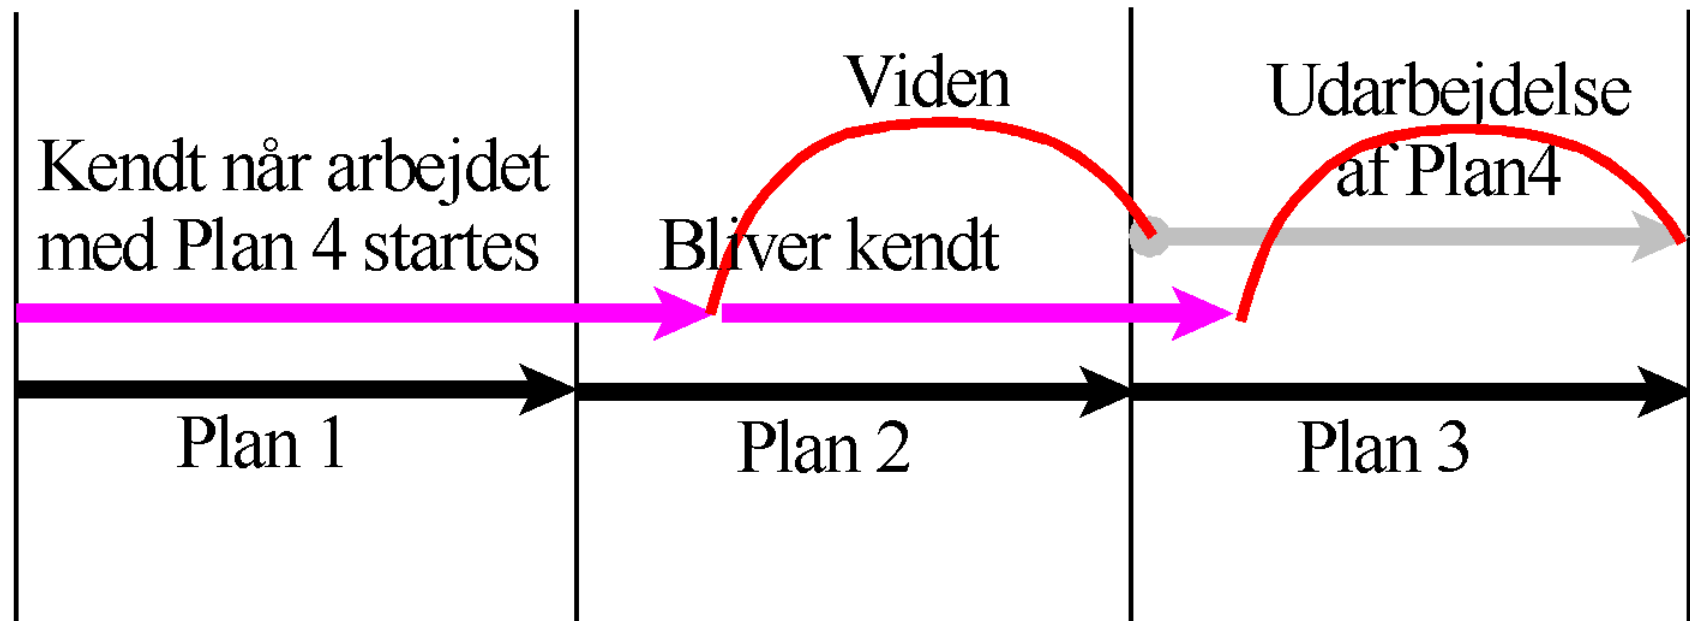 Viden
Udarbejdelse
af Plan4
Kendt når arbejdet
med Plan 4 startes
Bliver kendt
Plan 1
Plan 2
Plan 3